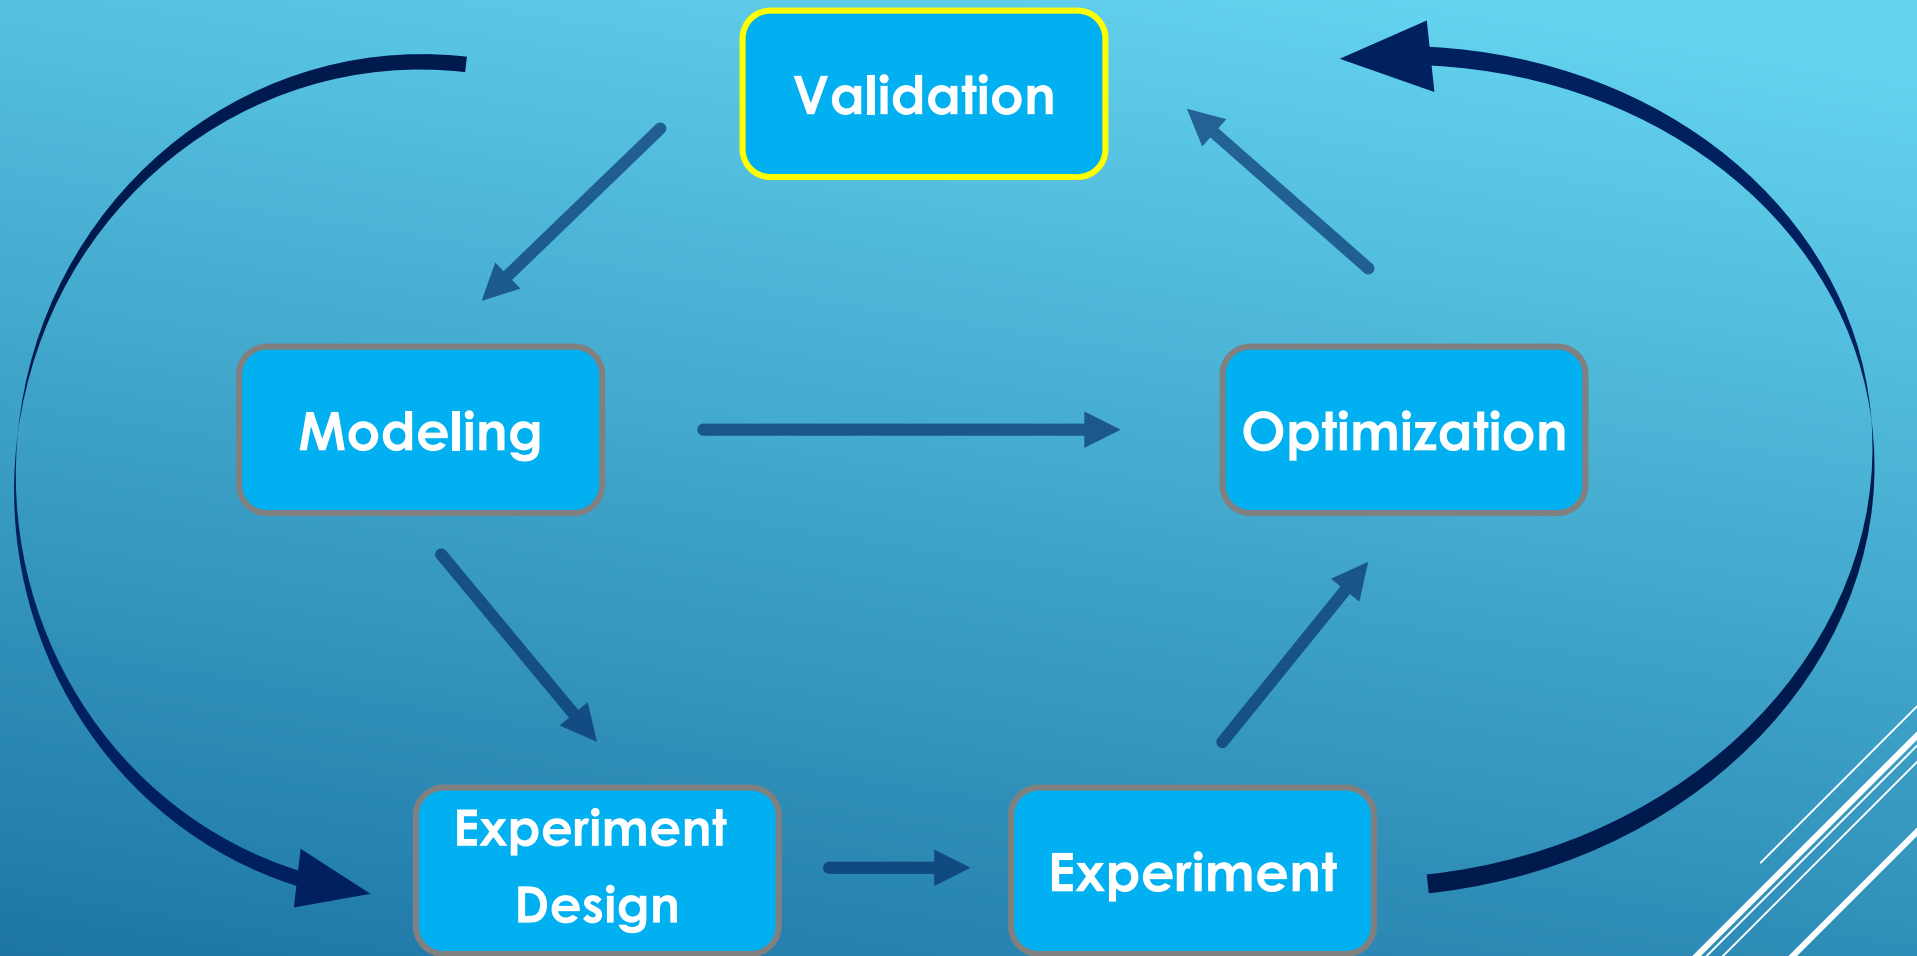 Validation
Modeling
Optimization
Experiment
Design
Experiment